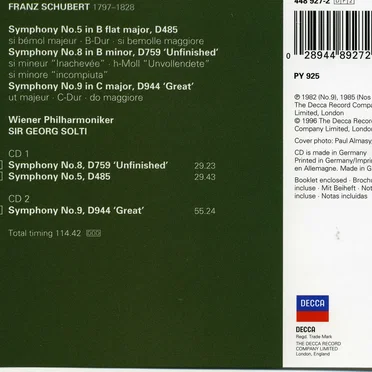 FRANZ SCHUBERT 1797–1828
Symphony No.5 in B flat major, D485
si bémol majeur · B-Dur · si bemolle maggiore
Symphony No.8 in B minor, D759 'Unfinished'
si mineur "Inachevée" · h-Moll "Unvollendete"
si minore "incompiuta"
Symphony No.9 in C major, D944 'Great'
ut majeur · C-Dur · do maggiore
Wiener Philharmoniker
SIR GEORG SOLTI
CD 1
Symphony No.8, D759 'Unfinished' 29.23
Symphony No.5, D485 29.43
CD 2
Symphony No.9, D944 'Great' 55.24
Total timing 114.42 DDD
448 927-2
0 28944 89272
PY 925
℗ 1982 (No.9), 1985 (Nos
The Decca Record Company
Limited, London
© 1996 The Decca Record
Company Limited, London
Cover photo: Paul Almasy,
CD is made in Germany
Printed in Germany/Imprimé
en Allemagne. Made in G
Booklet enclosed · Brochu
incluse · Mit Beiheft · No
incluse · Notas incluidas
DECCA
DECCA
Regd. Trade Mark
THE DECCA RECORD
COMPANY LIMITED
London, England